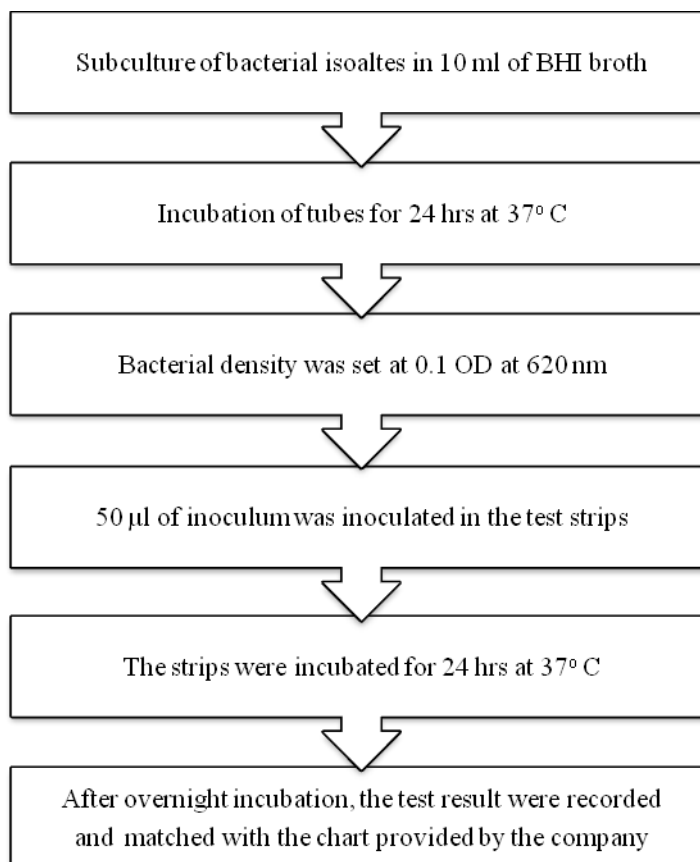 Subculture of bacterial isoaltes in 10 ml of BHI broth
Incubation of tubes for 24 hrs at 37° C
Bacterial density was set at 0.1 OD at 620 nm
50 µl of inoculum was inoculated in the test strips
The strips were incubated for 24 hrs at 37° C
After overnight incubation, the test result were recorded
and matched with the chart provided by the company